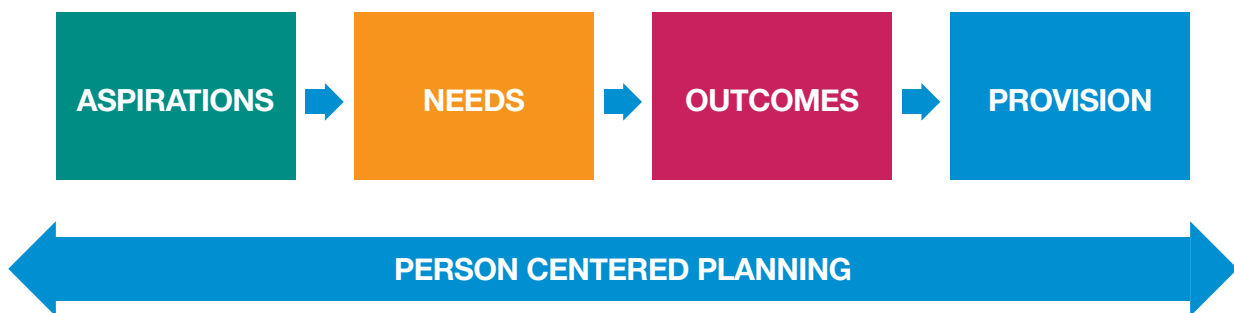 ASPIRATIONS
NEEDS
OUTCOMES
PROVISION
PERSON CENTERED PLANNING